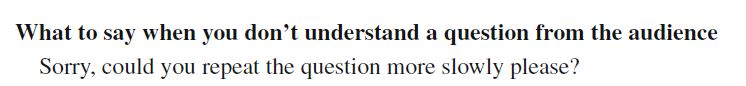 What to say when you don’t understand a question from the audience
Sorry, could you repeat the question more slowly please?